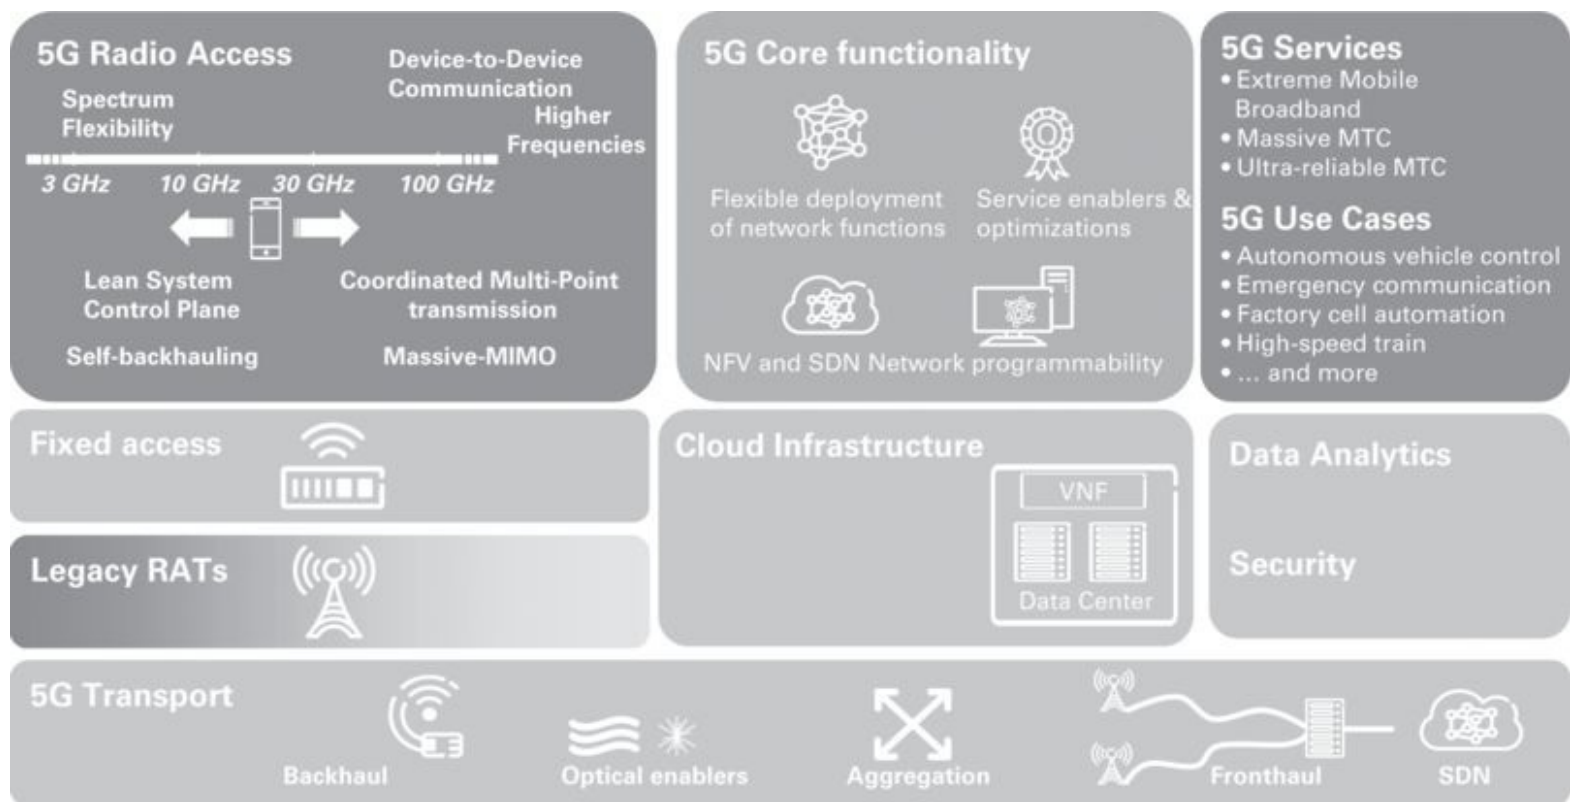 5G Radio Access
Device-to-Device
Communication
Spectrum
Flexibility
Higher
Frequencies
3 GHz 10 GHz 30 GHz 100 GHz
Lean System
Control Plane
Coordinated Multi-Point
transmission
Self-backhauling
Massive-MIMO
5G Core functionality
Flexible deployment
of network functions
Service enablers &
optimizations
NFV and SDN Network programmability
5G Services
• Extreme Mobile
Broadband
• Massive MTC
• Ultra-reliable MTC
5G Use Cases
• Autonomous vehicle control
• Emergency communication
• Factory cell automation
• High-speed train
• ... and more
Fixed access
Legacy RATs
Cloud Infrastructure
VNF
Data Center
Data Analytics
Security
5G Transport
Backhaul
Optical enablers
Aggregation
Fronthaul
SDN